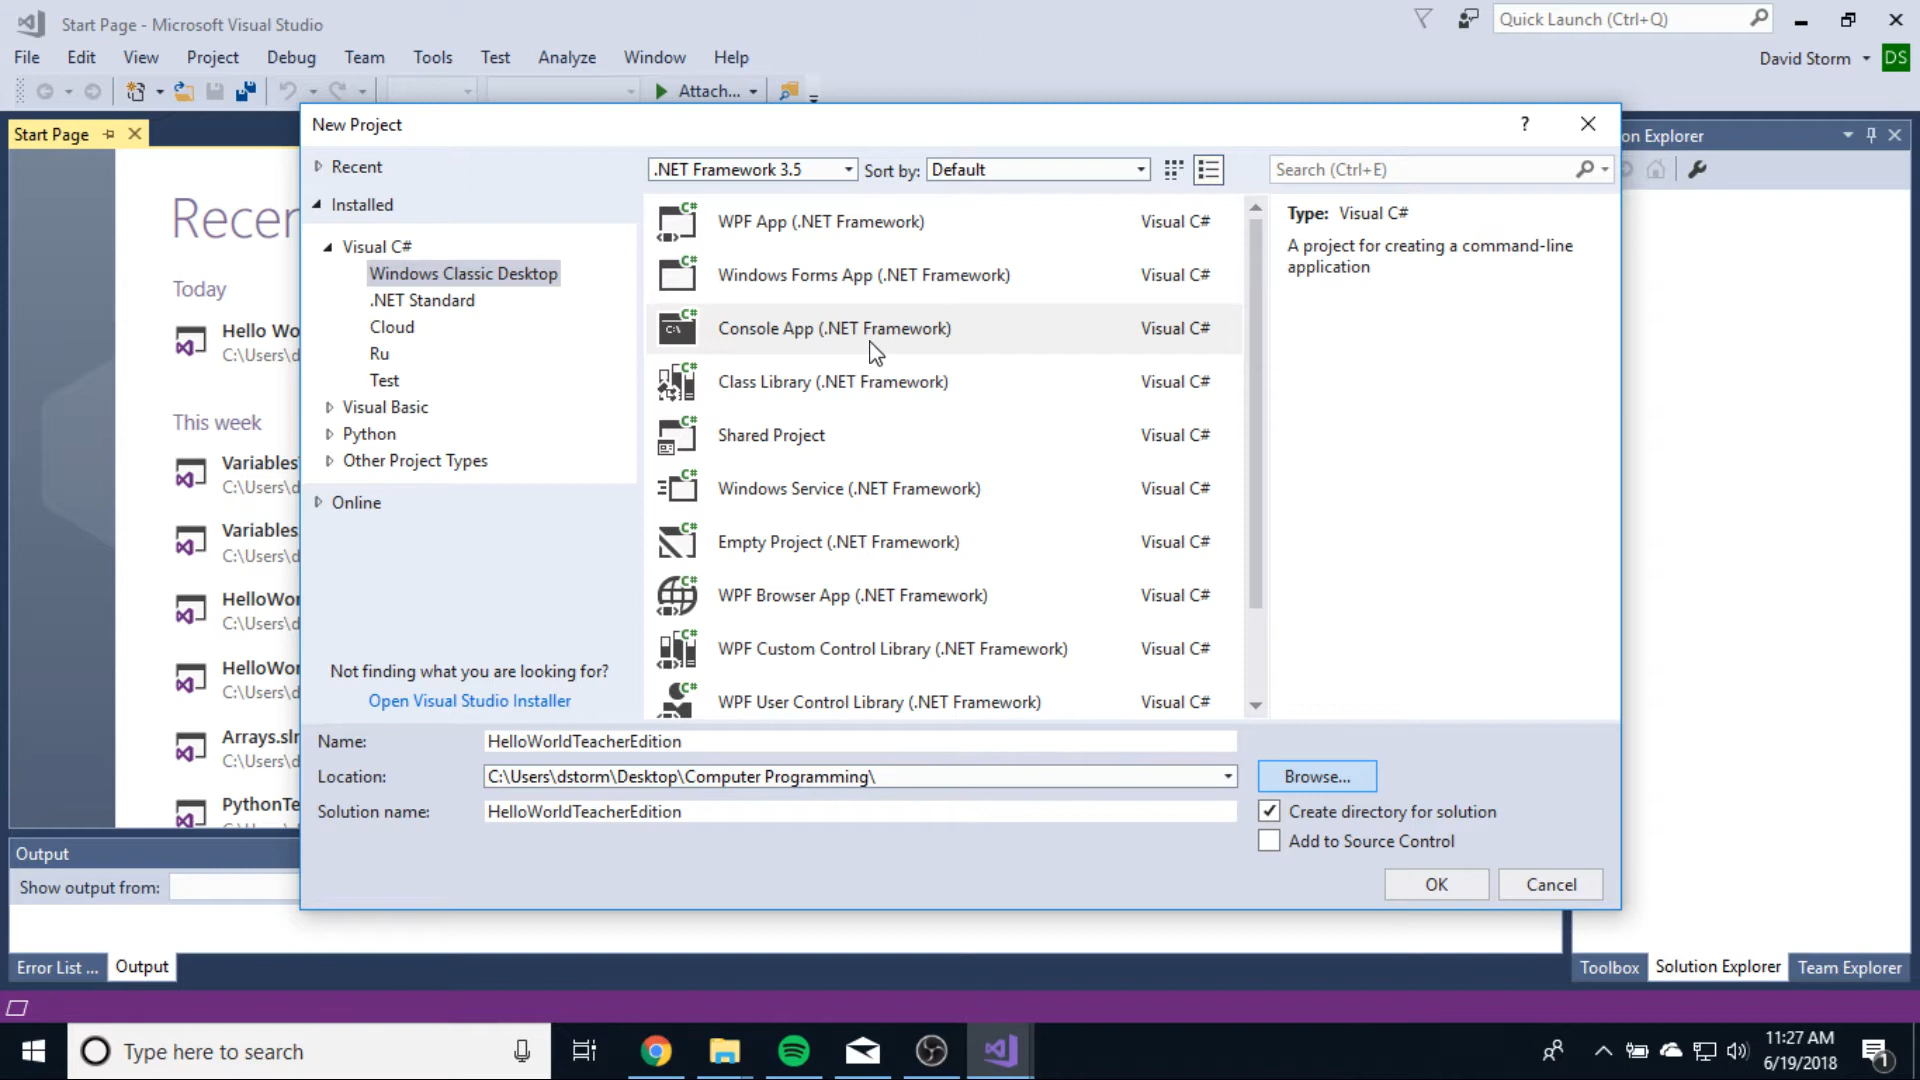 Start Page - Microsoft Visual Studio
Quick Launch (Ctrl+Q)
File Edit View Project Debug Team Tools Test Analyze Window Help
David Storm DS
Attach...
Start Page
New Project
?
on Explorer
Recent
.NET Framework 3.5
Sort by: Default
Search (Ctrl+E)
Installed
Visual C#
Windows Classic Desktop
.NET Standard
Cloud
Ru
Test
Visual Basic
Python
Other Project Types
Online
Not finding what you are looking for?
Open Visual Studio Installer
C# WPF App (.NET Framework) Visual C#
C# Windows Forms App (.NET Framework) Visual C#
C# C:\ Console App (.NET Framework) Visual C#
C# Class Library (.NET Framework) Visual C#
C# Shared Project Visual C#
C# Windows Service (.NET Framework) Visual C#
C# Empty Project (.NET Framework) Visual C#
C# WPF Browser App (.NET Framework) Visual C#
C# WPF Custom Control Library (.NET Framework) Visual C#
C# WPF User Control Library (.NET Framework) Visual C#
Type: Visual C#
A project for creating a command-line
application
Recen
Today
Hello Wo
C:\Users\d
This week
Variables
C:\Users\d
Variables
C:\Users\d
HelloWor
C:\Users\d
HelloWor
C:\Users\d
Arrays.sln
C:\Users\d
PythonTe
Name: HelloWorldTeacherEdition
Location: C:\Users\dstorm\Desktop\Computer Programming\
Browse...
Solution name: HelloWorldTeacherEdition
Create directory for solution
Add to Source Control
OK Cancel
Output
Show output from:
Error List ... Output
Toolbox Solution Explorer Team Explorer
Type here to search
11:27 AM
6/19/2018
1